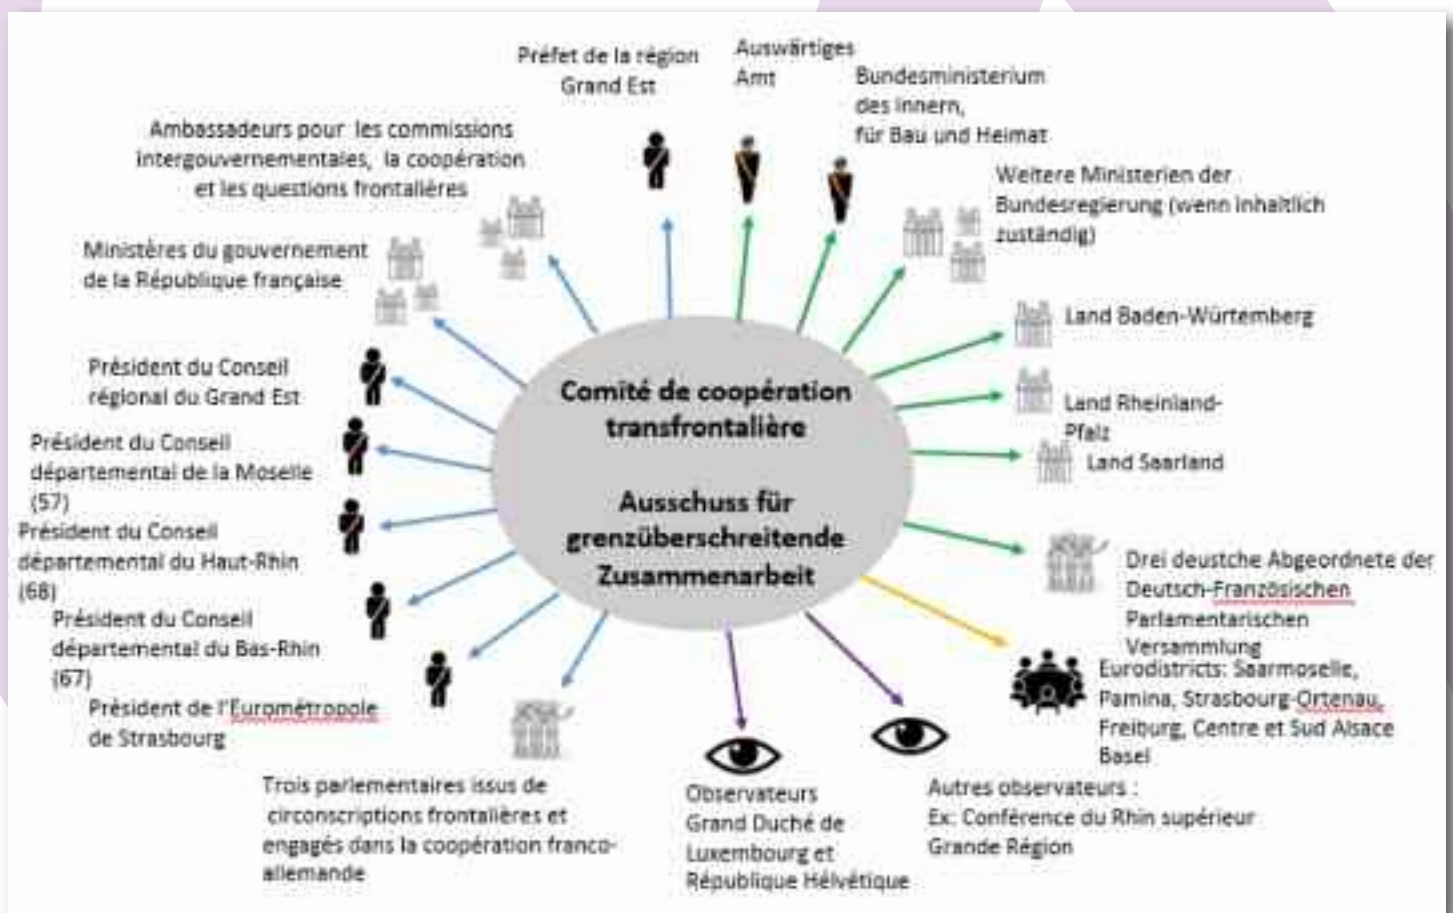 Préfet de la région
Grand Est
Auswärtiges
Amt
Bundesministerium
des Innern,
für Bau und Heimat
Ambassadeurs pour les commissions
intergouvernementales, la coopération
et les questions frontalières
Weitere Ministerien der
Bundesregierung (wenn inhaltlich
zuständig)
Ministères du gouvernement
de la République française
Land Baden-Würtemberg
Président du Conseil
régional du Grand Est
Land Rheinland-
Pfalz
Land Saarland
Président du Conseil
départemental de la Moselle
(57)
Comité de coopération
transfrontalière
Ausschuss für
grenzüberschreitende
Zusammenarbeit
Président du Conseil
départemental du Haut-Rhin
(68)
Drei deustche Abgeordnete der
Deutsch-Französischen
Parlamentarischen
Versammlung
Président du Conseil
départemental du Bas-Rhin
(67)
Eurodistricts: Saarmoselle,
Pamina, Strasbourg-Ortenau,
Freiburg, Centre et Sud Alsace
Basel
Président de l'Eurométropole
de Strasbourg
Trois parlementaires issus de
circonscriptions frontalières et
engagés dans la coopération franco-
allemande
Observateurs
Grand Duché de
Luxembourg et
République Hélvétique
Autres observateurs :
Ex: Conférence du Rhin supérieur
Grande Région